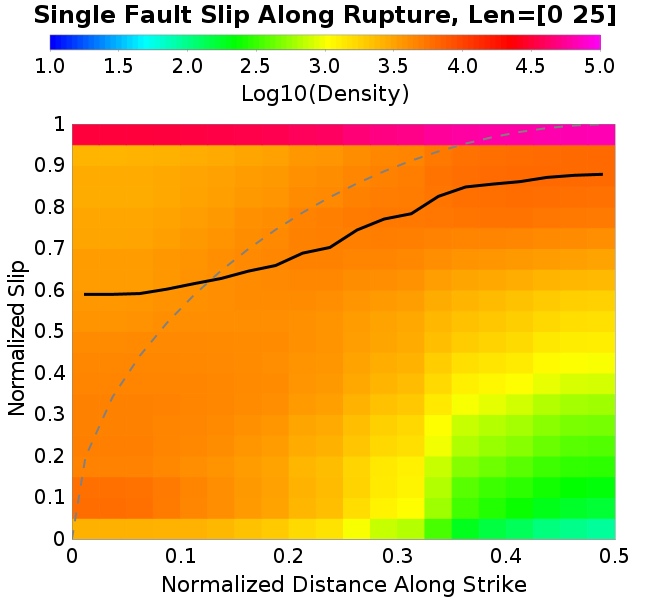 Single Fault Slip Along Rupture, Len=[0 25]
1.0 1.5 2.0 2.5 3.0 3.5 4.0 4.5 5.0
Log10(Density)
1
0.9
0.8
0.7
0.6
0.5
0.4
0.3
0.2
0.1
0
Normalized Slip
0 0.1 0.2 0.3 0.4 0.5
Normalized Distance Along Strike